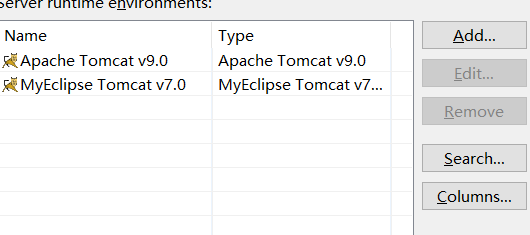 Server runtime environments:
Name Type
Apache Tomcat v9.0 Apache Tomcat v9.0
MyEclipse Tomcat v7.0 MyEclipse Tomcat v7...
Add...
Edit...
Remove
Search...
Columns...